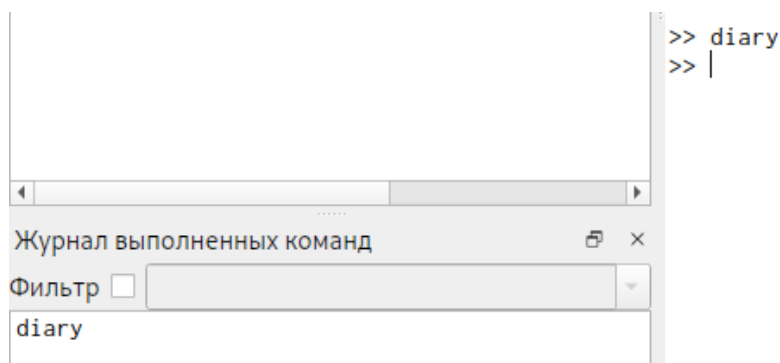 >> diary
>>
Журнал выполненных команд
Фильтр
diary